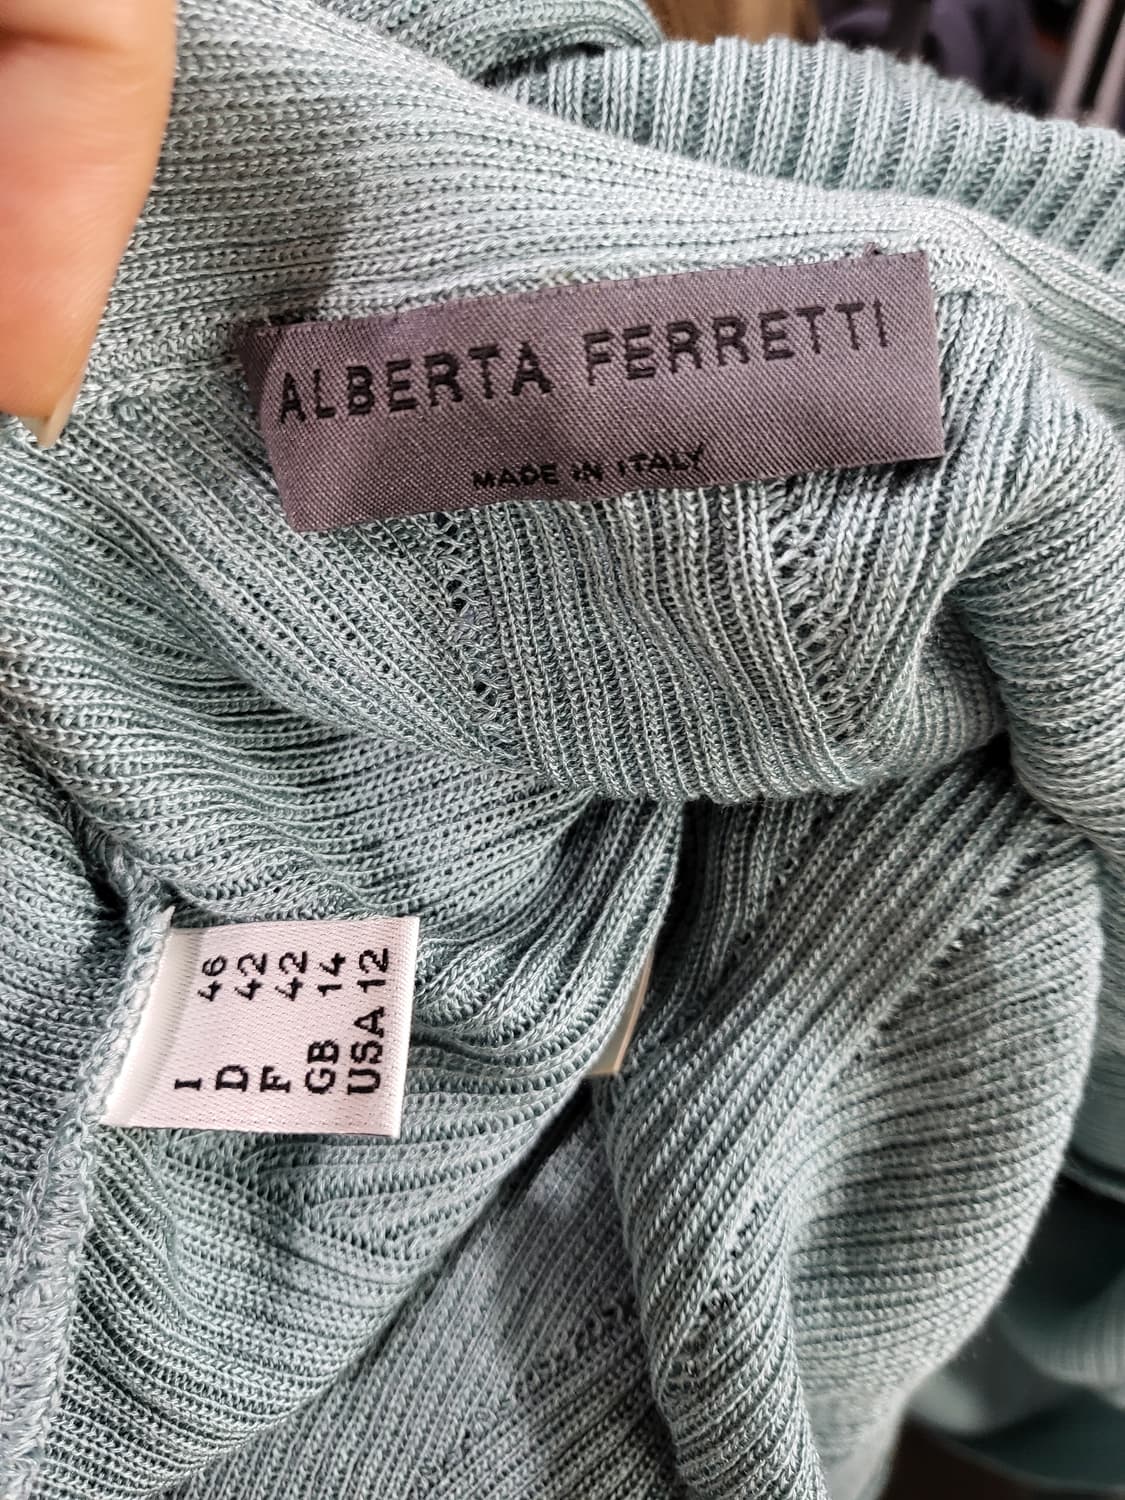 ALBERTA FERRETTI
MADE IN ITALY
I 46
D 42
F 42
GB 14
USA 12